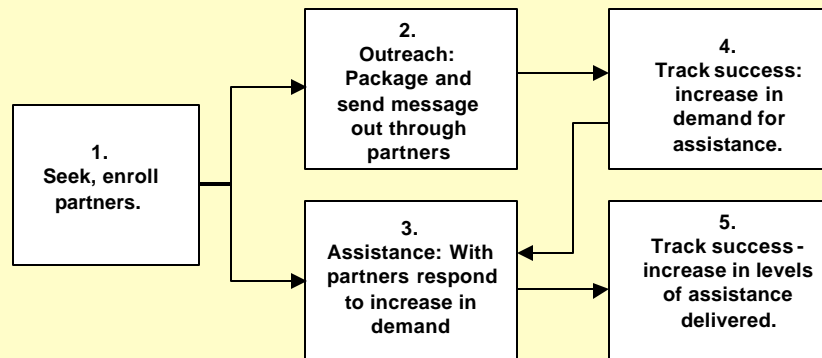 1.
Seek, enroll
partners.
2.
Outreach:
Package and
send message
out through
partners
3.
Assistance: With
partners respond
to increase in
demand
4.
Track success:
increase in
demand for
assistance.
5.
Track success -
increase in levels
of assistance
delivered.